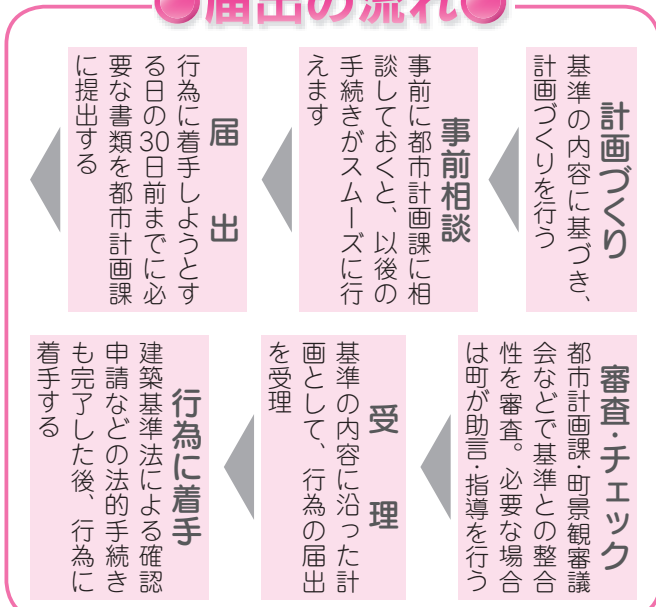 ●届出の流れ●
計画づくり
基準の内容に基づき、
計画づくりを行う
事前相談
事前に都市計画課に相
談しておくと、以後の
手続きがスムーズに行
えます
届出
行為に着手しようとす
る日の30日前までに必
要な書類を都市計画課
に提出する
審査・チェック
都市計画課・町景観審議
会などで基準との整合
性を審査。必要な場合
は町が助言・指導を行う
受理
基準の内容に沿った計
画として、行為の届出
を受理
行為に着手
建築基準法による確認
申請などの法的手続き
も完了した後、行為に
着手する